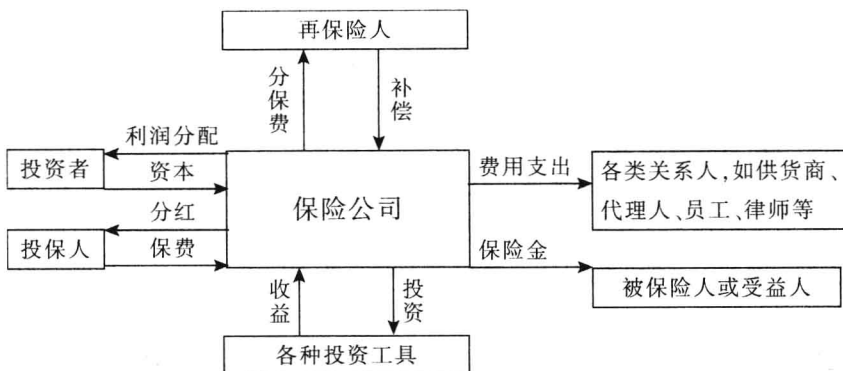 再保险人
分保费
补偿
利润分配
投资者
资本
分红
投保人
保费
保险公司
费用支出
各类关系人,如供货商、
代理人、员工、律师等
保险金
被保险人或受益人
收益
投资
各种投资工具